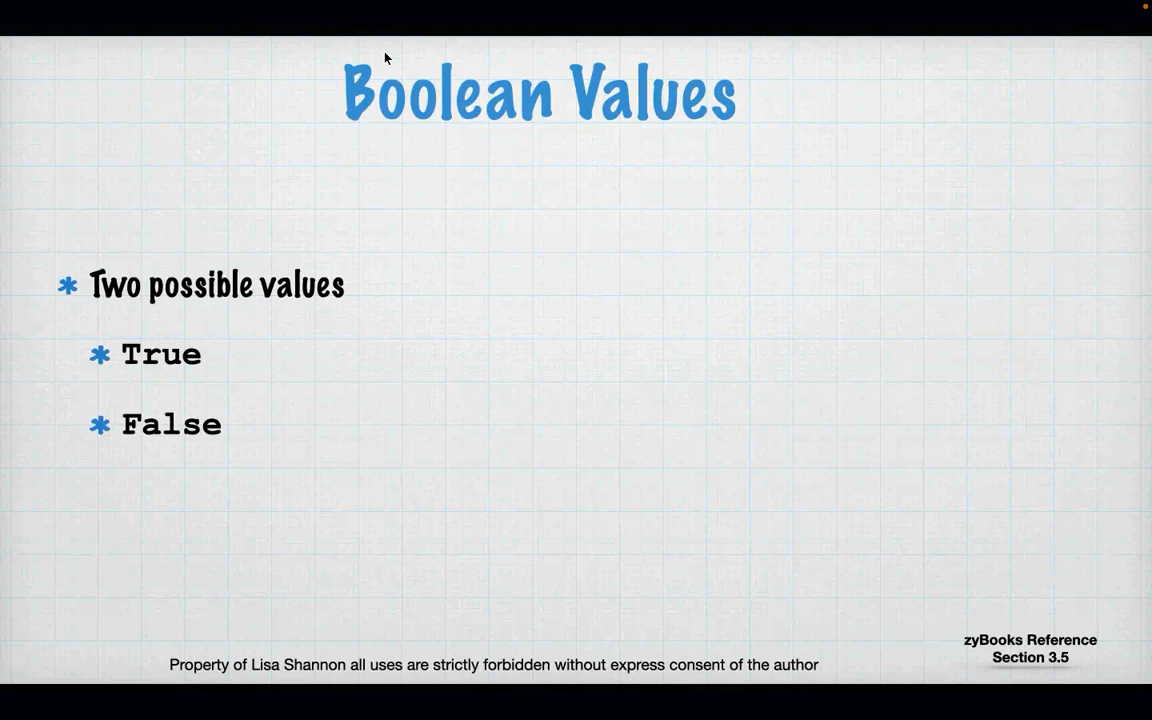 Boolean Values
* Two possible values
* True
* False
zyBooks Reference
Section 3.5
Property of Lisa Shannon all uses are strictly forbidden without express consent of the author